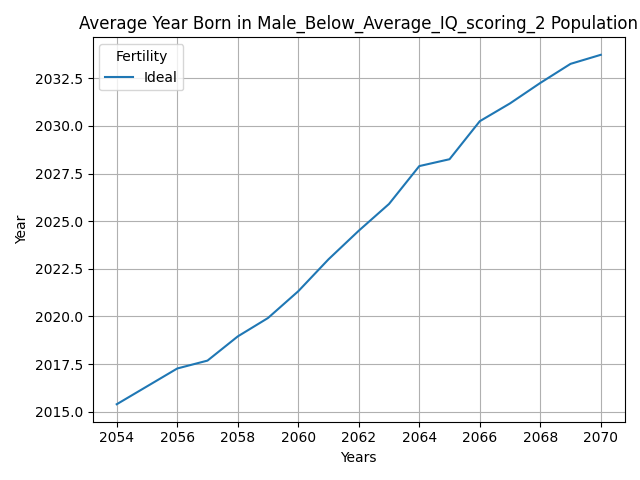 Average Year Born in Male_Below_Average_IQ_scoring_2 Population
Fertility
Ideal
2032.5
2030.0
2027.5
2025.0
2022.5
2020.0
2017.5
2015.0
Year
2054 2056 2058 2060 2062 2064 2066 2068 2070
Years